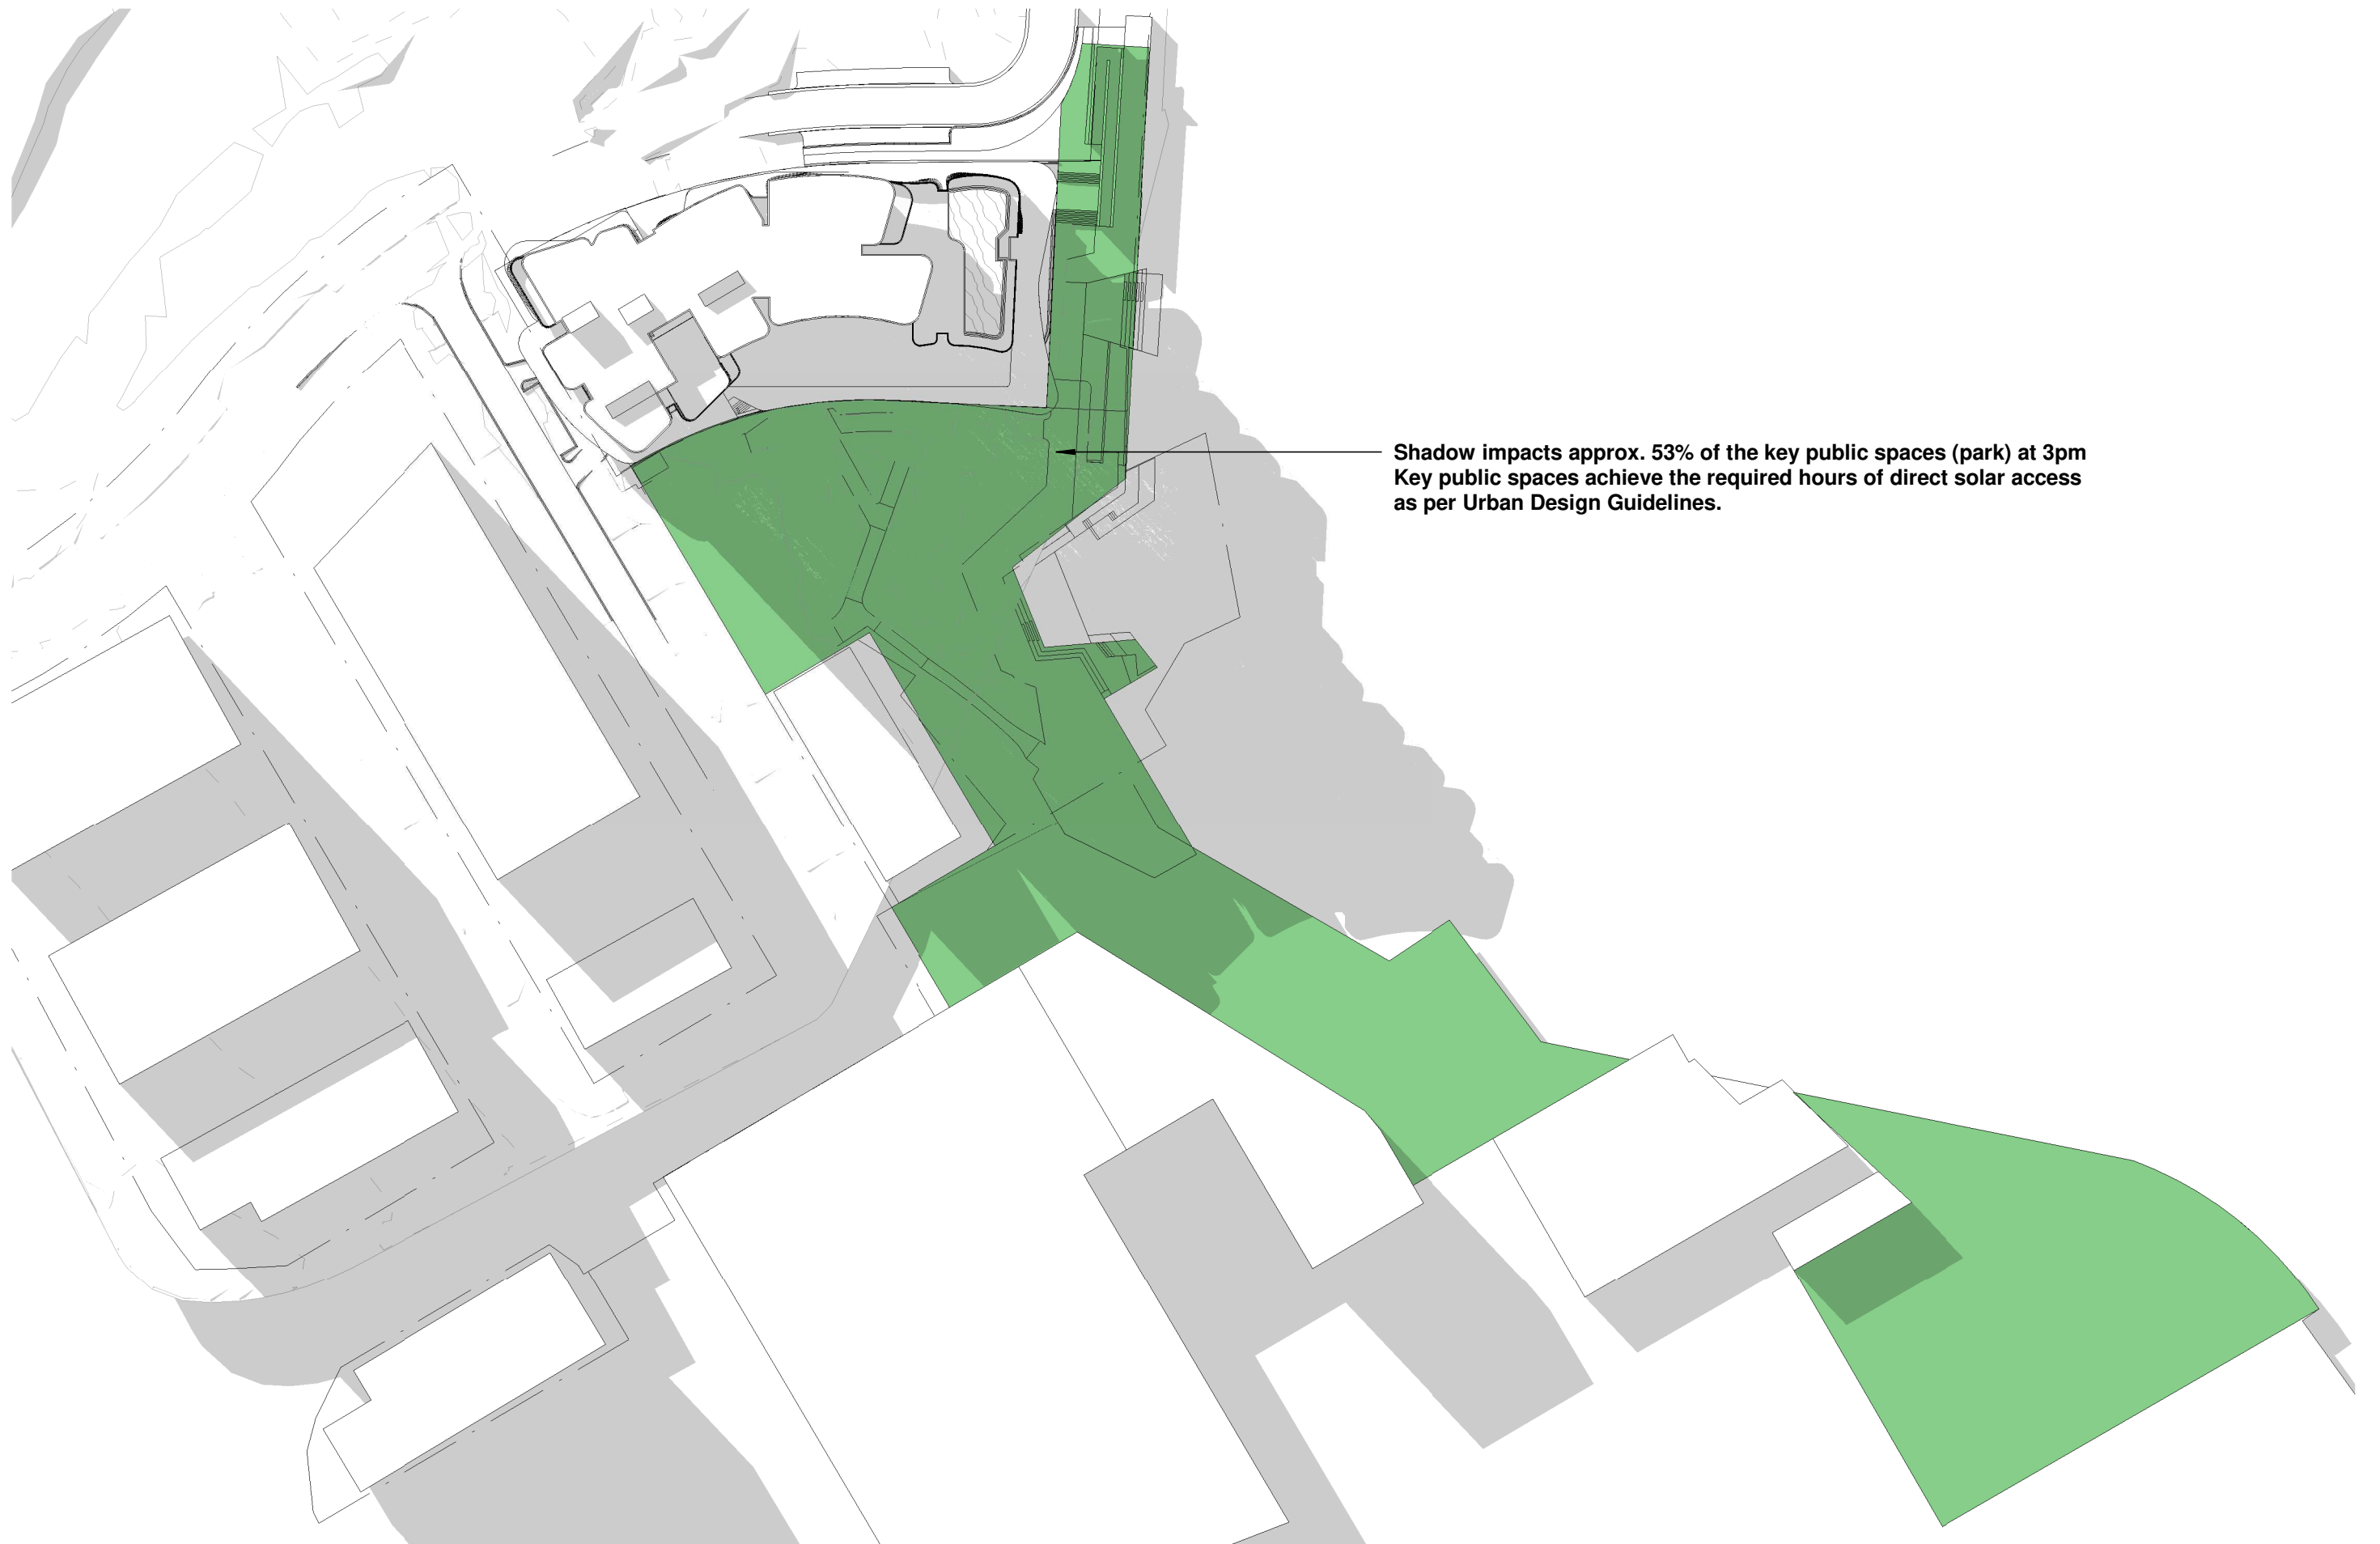 Shadow impacts approx. 53% of the key public spaces (park) at 3pm
Key public spaces achieve the required hours of direct solar access
as per Urban Design Guidelines.